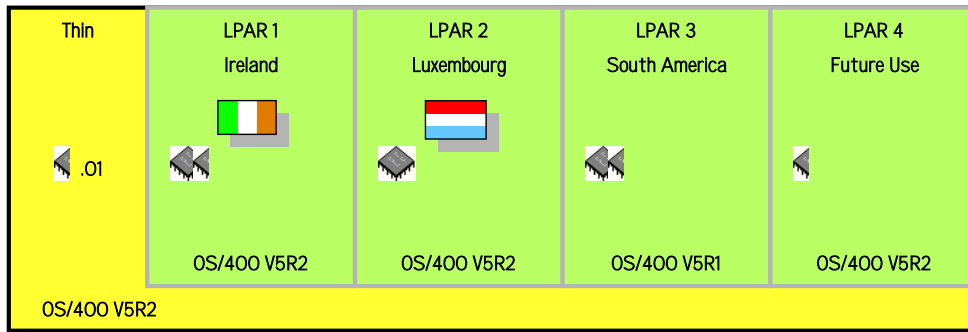 Thin
.01
LPAR 1
Ireland
OS/400 V5R2
LPAR 2
Luxembourg
OS/400 V5R2
LPAR 3
South America
OS/400 V5R1
LPAR 4
Future Use
OS/400 V5R2
OS/400 V5R2